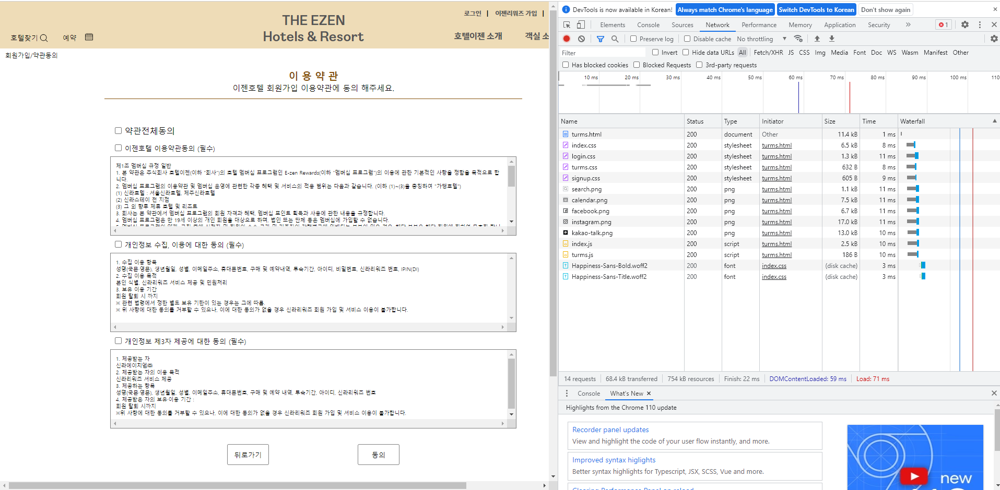 로그인 | 이젠리워즈 가입 |
THE EZEN
Hotels & Resort
호텔찾기 예약
호텔이젠 소개 객실 소
회원가입/약관동의
이 용 약 관
이젠호텔 회원가입 이용약관에 동의 해주세요.
약관전체동의
이젠호텔 이용약관동의 (필수)
제1조 멤버십 규정 일반
1. 본 약관은 주식회사 호텔이젠(이하 “회사”)의 호텔 멤버십 프로그램인 E-zen Rewards(이하 “멤버십 프로그램”)의 이용에 관한 기본적인 사항을 정함을 목적으로 합
니다.
2. 멤버십 프로그램의 이용약관 및 멤버십 운영에 관련한 각종 혜택 및 서비스의 적용 범위는 다음과 같습니다. (이하 (1)~(3)을 총칭하여 “가맹호텔”)
(1) 신라호텔 : 서울신라호텔, 제주신라호텔
(2) 신라스테이 전 지점
(3) 그 외 향후 제휴 호텔 및 리조트
3. 회사는 본 약관에서 멤버십 프로그램의 회원 자격과 혜택, 멤버십 포인트 획득과 사용에 관한 내용을 규정합니다.
4. 멤버십 프로그램은 만 19세 이상의 개인 회원을 대상으로 하며, 법인 또는 단체 등은 멤버십에 가입할 수 없습니다.
개인정보 수집, 이용에 대한 동의 (필수)
1. 수집 이용 항목
성명(국문·영문), 생년월일, 성별, 이메일주소, 휴대폰번호, 구매 및 예약내역, 투숙기간, 아이디, 비밀번호, 신라리워즈 번호, IPIN(DI)
2. 수집 이용 목적
본인 식별, 신라리워즈 서비스 제공 및 민원처리
3. 보유 이용 기간
회원 탈퇴 시 까지
※ 관련 법령에서 정한 별도 보유 기한이 있는 경우는 그에 따름.
※ 위 사항에 대한 동의를 거부할 수 있으나, 이에 대한 동의가 없을 경우 신라리워즈 회원 가입 및 서비스 이용이 불가합니다.
개인정보 제3자 제공에 대한 동의 (필수)
1. 제공받는 자
신라에이치엠㈜
2. 제공받는 자의 이용 목적
신라리워즈 서비스 제공
3. 제공하는 항목
성명(국문·영문), 생년월일, 성별, 이메일주소, 휴대폰번호, 구매 및 예약 내역, 투숙기간, 아이디, 신라리워즈 번호
4. 제공받은 자의 보유·이용 기간 :
회원 탈퇴 시까지
※위 사항에 대한 동의를 거부할 수 있으나, 이에 대한 동의가 없을 경우 신라리워즈 회원 가입 및 서비스 이용이 불가합니다.
뒤로가기 동의
DevTools is now available in Korean! Always match Chrome's language Switch DevTools to Korean Don't show again ×
Elements Console Sources Network Performance Memory Application Security » 1
Preserve log Disable cache No throttling
Filter Invert Hide data URLs All Fetch/XHR JS CSS Img Media Font Doc WS Wasm Manifest Other
Has blocked cookies Blocked Requests 3rd-party requests
10 ms 20 ms 30 ms 40 ms 50 ms 60 ms 70 ms 80 ms 90 ms 100 ms 110
Name Status Type Initiator Size Time Waterfall
turms.html 200 document Other 11.4 kB 1 ms
index.css 200 stylesheet turms.html 6.5 kB 8 ms
login.css 200 stylesheet turms.html 1.3 kB 11 ms
turms.css 200 stylesheet turms.html 632 B 8 ms
signup.css 200 stylesheet turms.html 605 B 9 ms
search.png 200 png turms.html 1.1 kB 11 ms
calendar.png 200 png turms.html 7.5 kB 11 ms
facebook.png 200 png turms.html 6.7 kB 11 ms
instagram.png 200 png turms.html 17.0 kB 11 ms
kakao-talk.png 200 png turms.html 13.0 kB 10 ms
index.js 200 script turms.html 2.5 kB 10 ms
turms.js 200 script turms.html 186 B 10 ms
Happiness-Sans-Bold.woff2 200 font index.css (disk cache) 3 ms
Happiness-Sans-Title.woff2 200 font index.css (disk cache) 3 ms
14 requests 68.4 kB transferred 754 kB resources Finish: 22 ms DOMContentLoaded: 59 ms Load: 71 ms
Console What's New ×
Highlights from the Chrome 110 update
Recorder panel updates
View and highlight the code of your user flow instantly, and more.
Improved syntax higlights
Better syntax highlights for Typescript, JSX, SCSS, Vue and more.
new